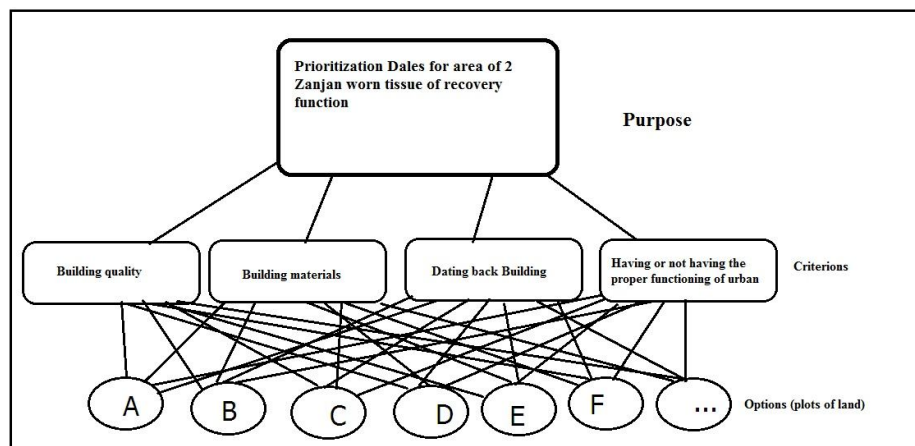 Prioritization Dales for area of 2
Zanjan worn tissue of recovery
function
Purpose
Building quality
Building materials
Dating back Building
Having or not having the
proper functioning of urban
Criterions
A
B
C
D
E
F
...
Options (plots of land)